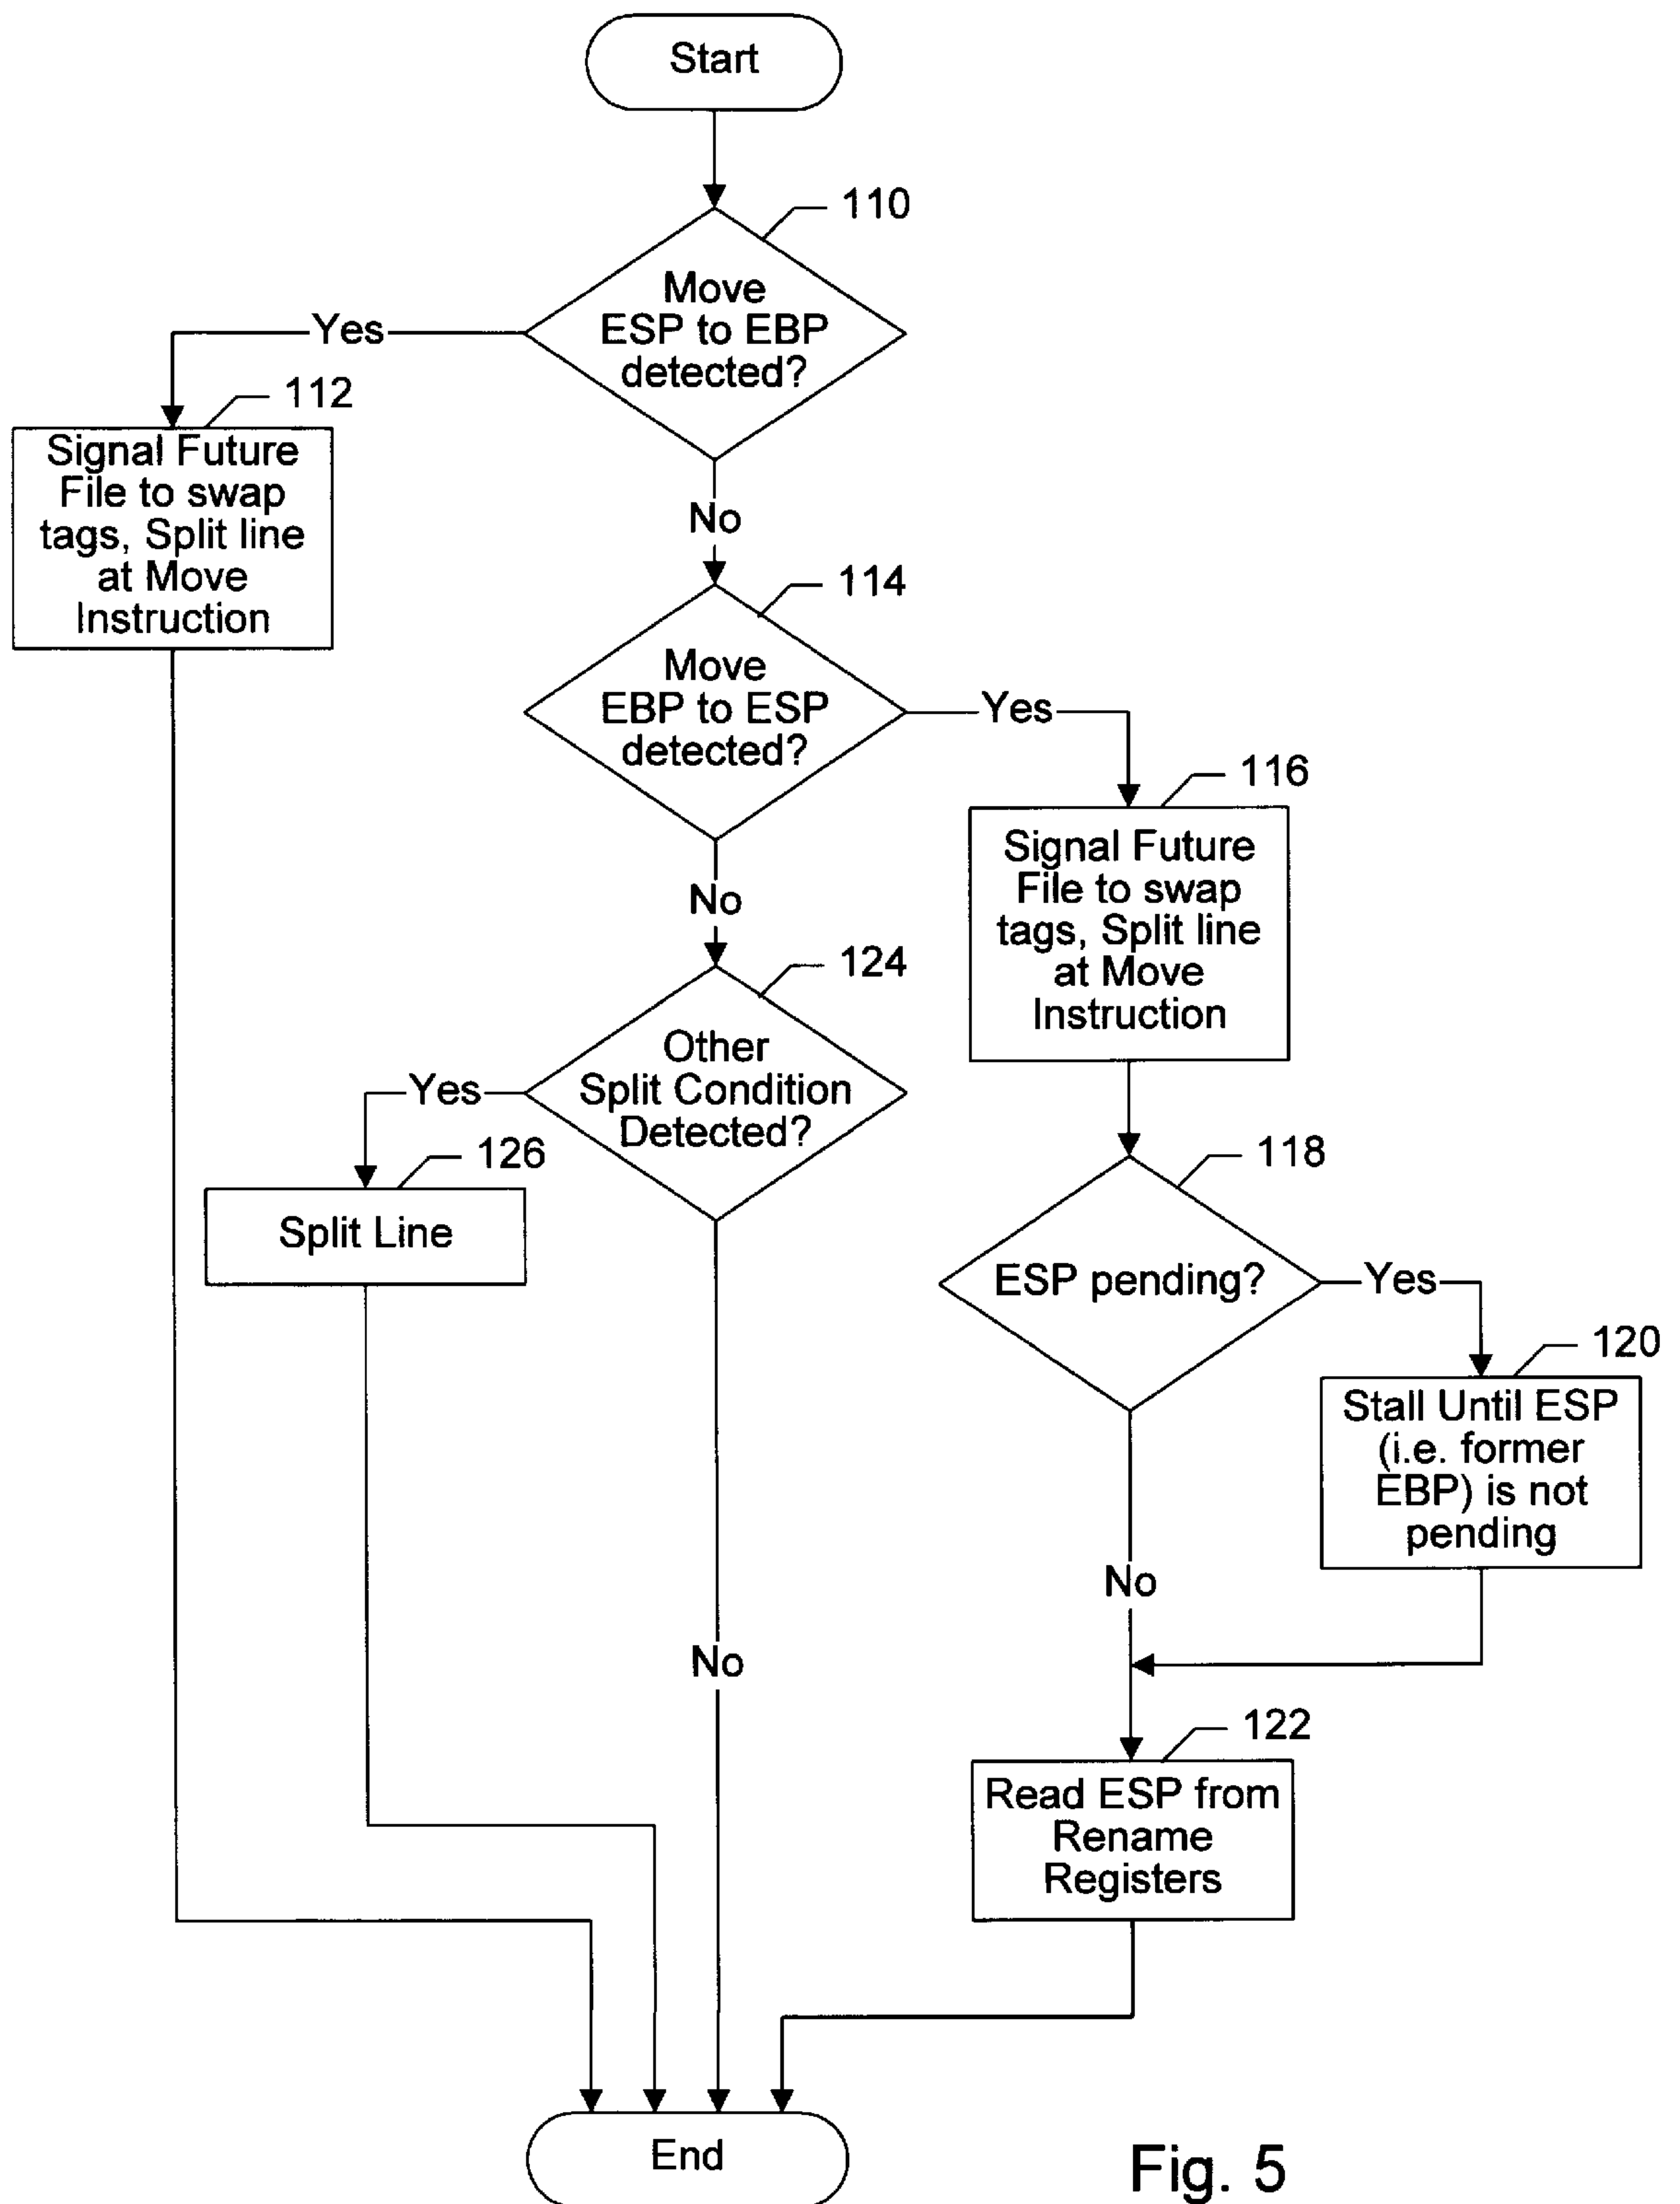 Start
110
Move
ESP to EBP
detected?
Yes
112
Signal Future
File to swap
tags, Split line
at Move
Instruction
No
114
Move
EBP to ESP
detected?
Yes
116
Signal Future
File to swap
tags, Split line
at Move
Instruction
No
124
Other
Split Condition
Detected?
Yes
126
Split Line
118
ESP pending?
Yes
120
Stall Until ESP
(i.e. former
EBP) is not
pending
No
No
122
Read ESP from
Rename
Registers
End
Fig. 5